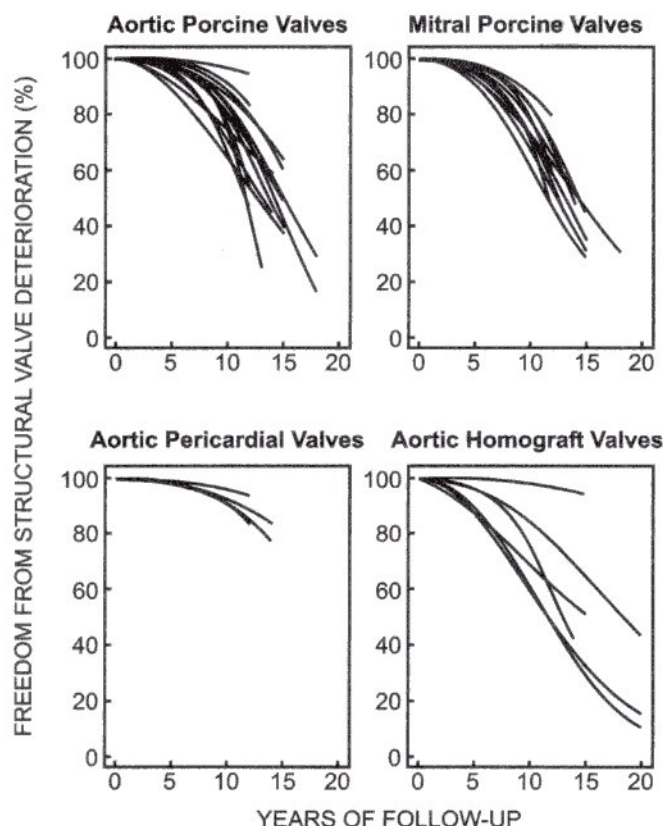 Aortic Porcine Valves
Mitral Porcine Valves
FREEDOM FROM STRUCTURAL VALVE DETERIORATION (%)
100
80
60
40
20
0
0 5 10 15 20
100
80
60
40
20
0
0 5 10 15 20
Aortic Pericardial Valves
Aortic Homograft Valves
100
80
60
40
20
0
0 5 10 15 20
100
80
60
40
20
0
0 5 10 15 20
YEARS OF FOLLOW-UP